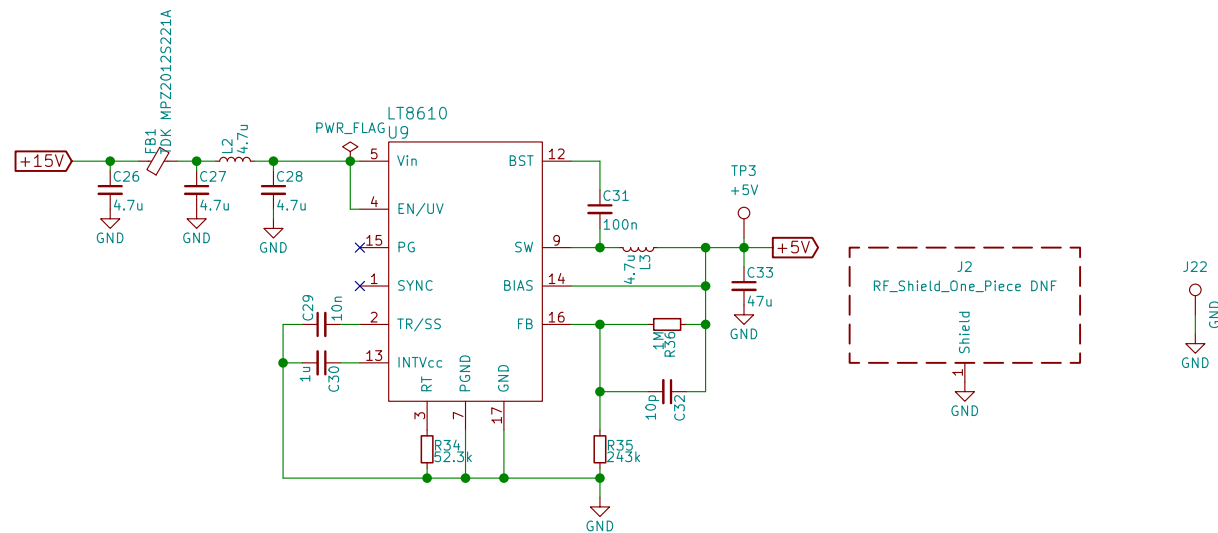 TDK MPZ2012S221A
FB1
+15V
C26
4.7u
GND
C27
4.7u
GND
L2
4.7u
C28
4.7u
GND
PWR_FLAG
LT8610
U9
5
Vin
4
EN/UV
15
PG
1
SYNC
2
TR/SS
13
INTVcc
BST
12
SW
9
BIAS
14
FB
16
RT
3
PGND
7
GND
17
C29
10n
1u
C30
R34
52.3k
C31
100n
4.7u
L3
TP3
+5V
+5V
C33
47u
GND
1M
R36
10p
C32
R35
243k
GND
J2
RF_Shield_One_Piece DNF
Shield
1
GND
J22
GND
GND